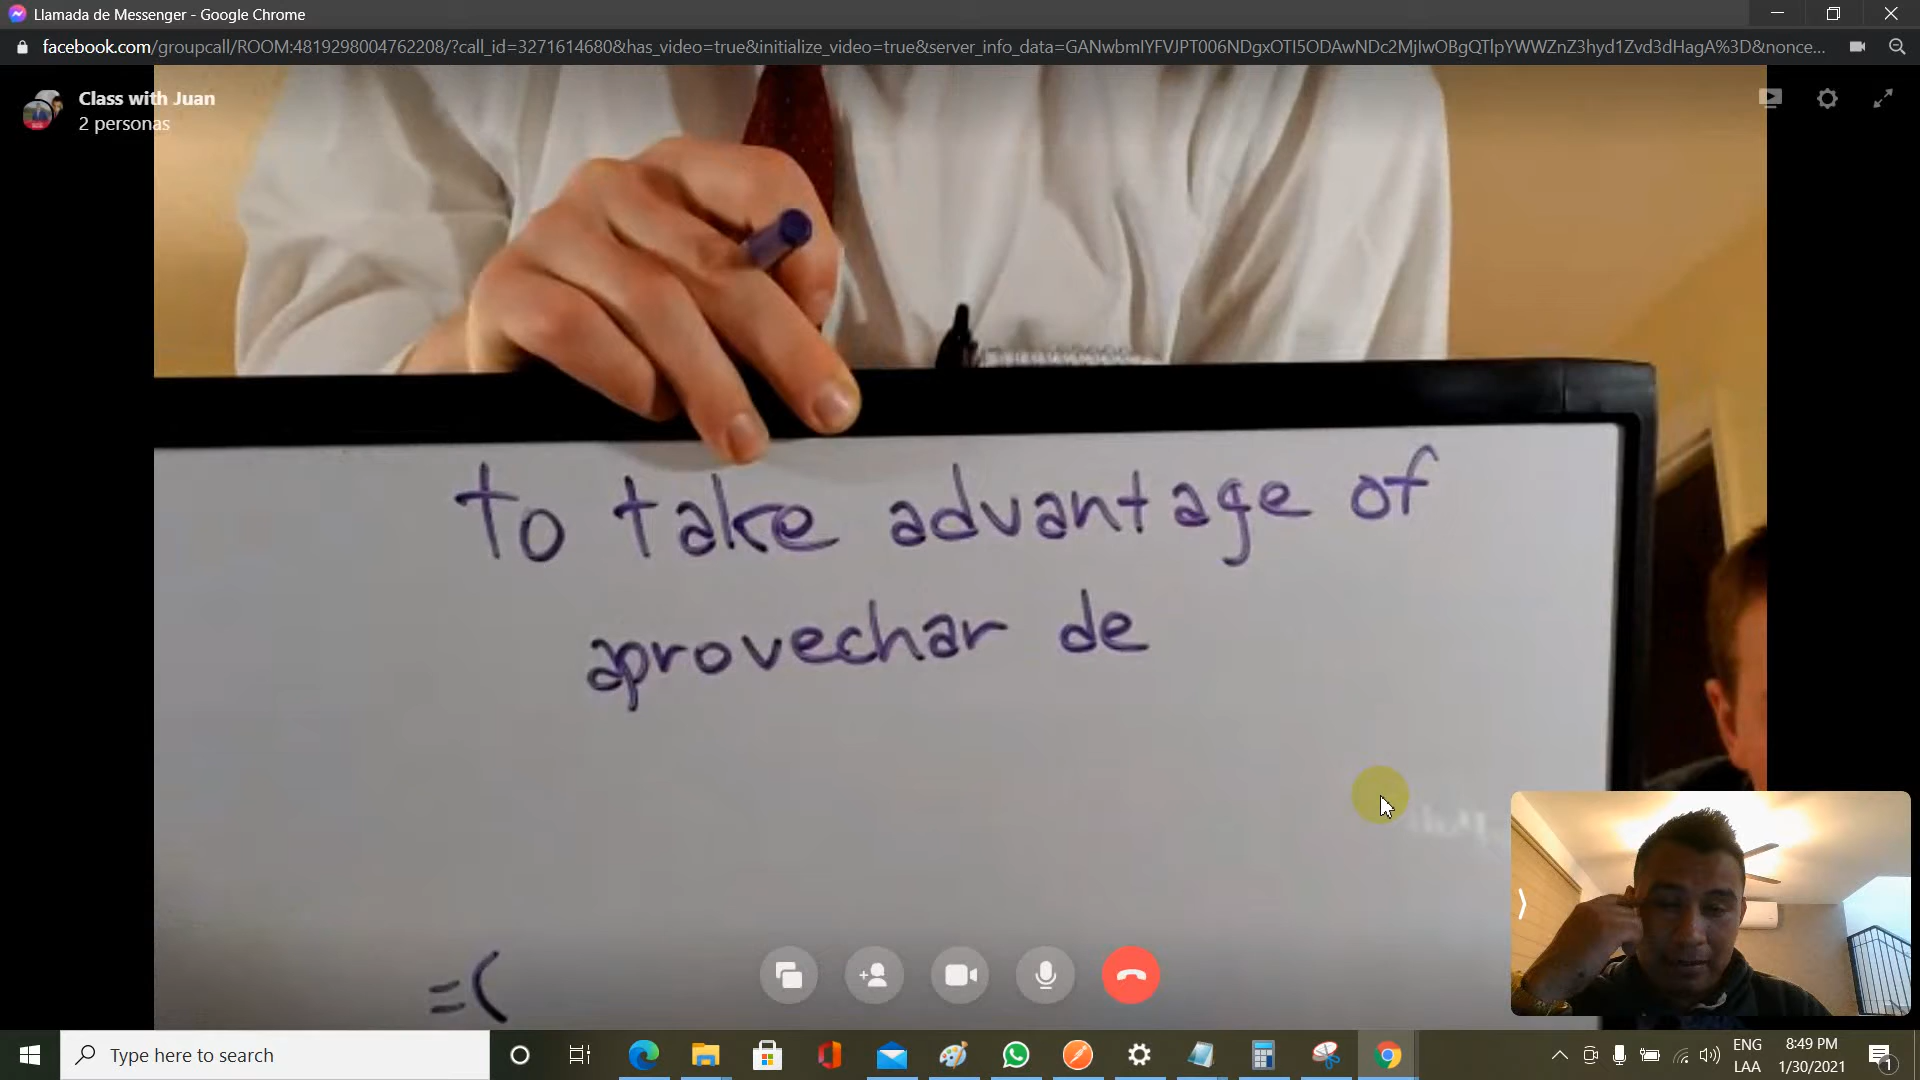 Llamada de Messenger - Google Chrome
facebook.com/groupcall/ROOM:4819298004762208/?call_id=3271614680&has_video=true&initialize_video=true&server_info_data=GANwbmlYFVJPT006NDgxOTI5ODAwNDc2MjIwOBgQTlpYWWZnZ3hyd1Zvd3dHagA%3D&nonce...
Class with Juan
2 personas
to take advantage of
aprovechar de
=(
Type here to search
ENG
LAA
8:49 PM
1/30/2021
1